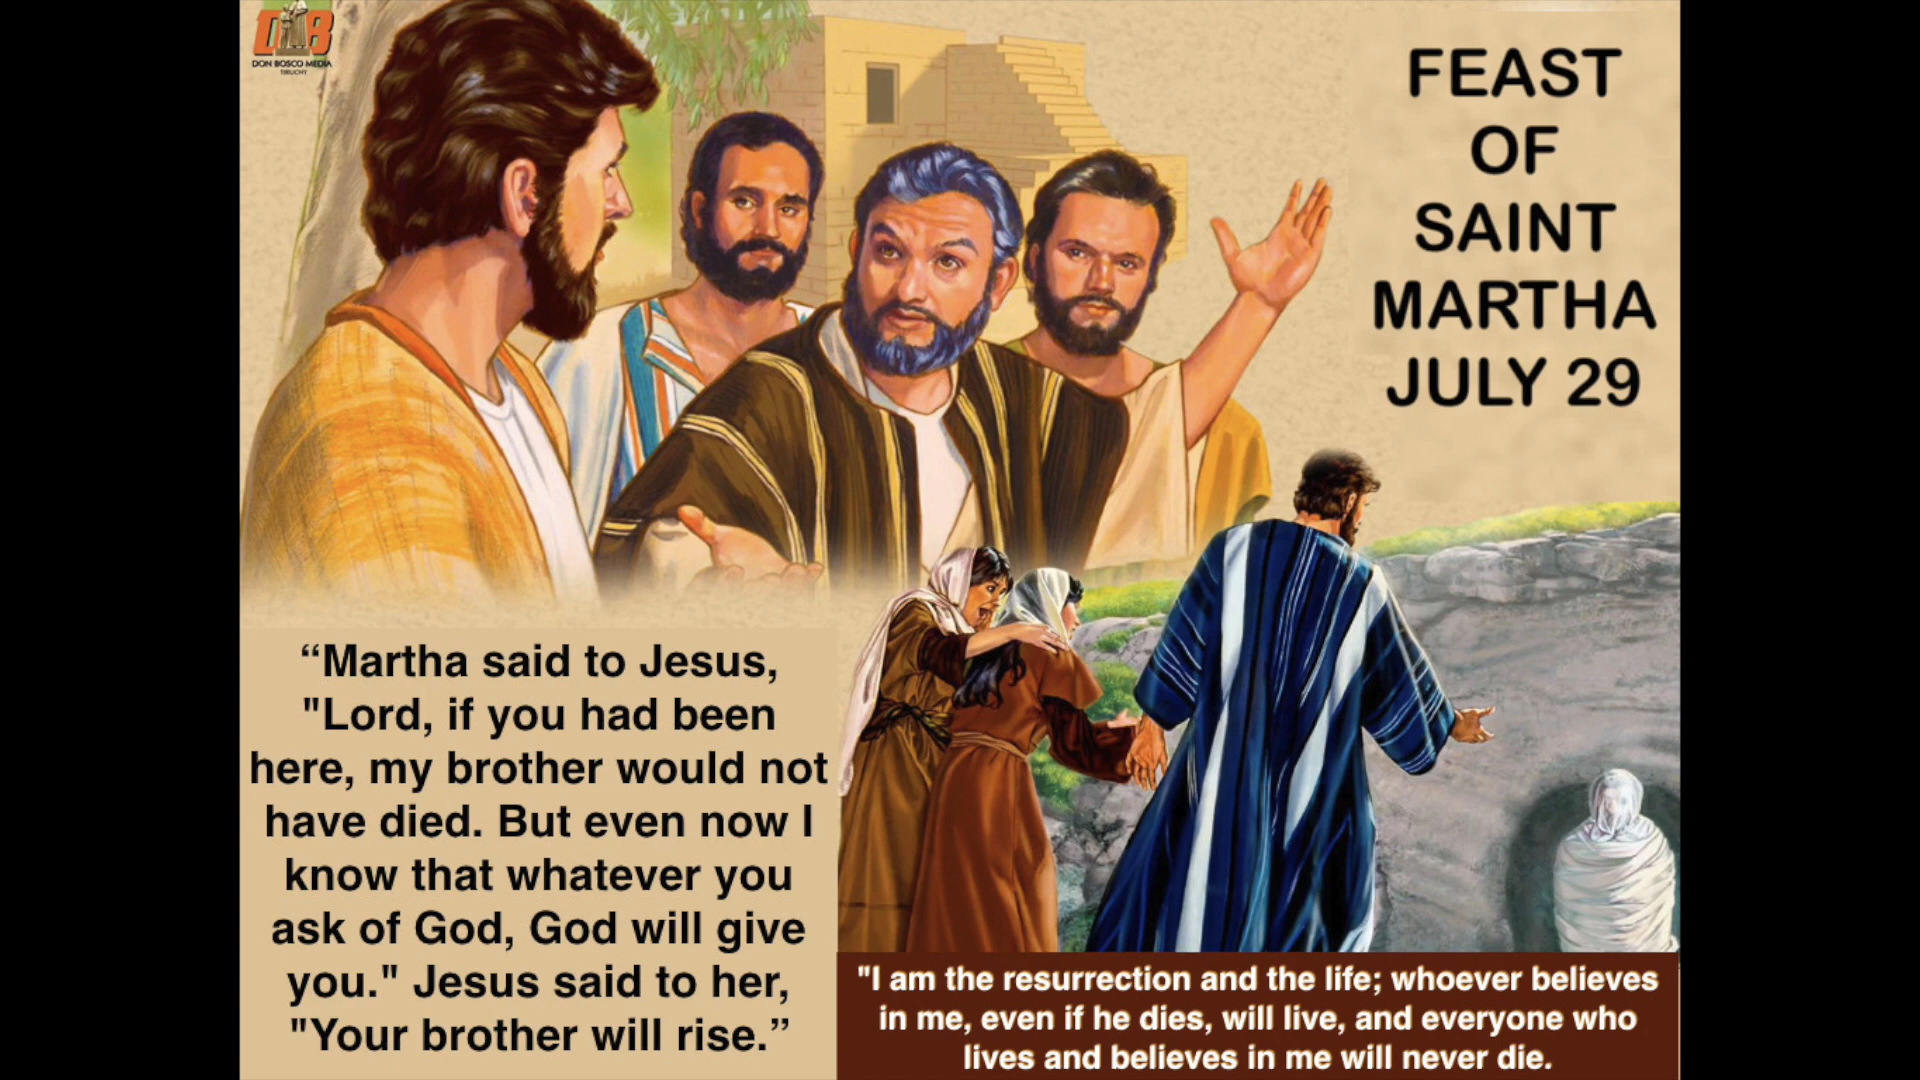 DB
DON BOSCO MEDIA
TIRUCHY
FEAST
OF
SAINT
MARTHA
JULY 29
“Martha said to Jesus,
"Lord, if you had been
here, my brother would not
have died. But even now I
know that whatever you
ask of God, God will give
you." Jesus said to her,
"Your brother will rise.”
"I am the resurrection and the life; whoever believes
in me, even if he dies, will live, and everyone who
lives and believes in me will never die.